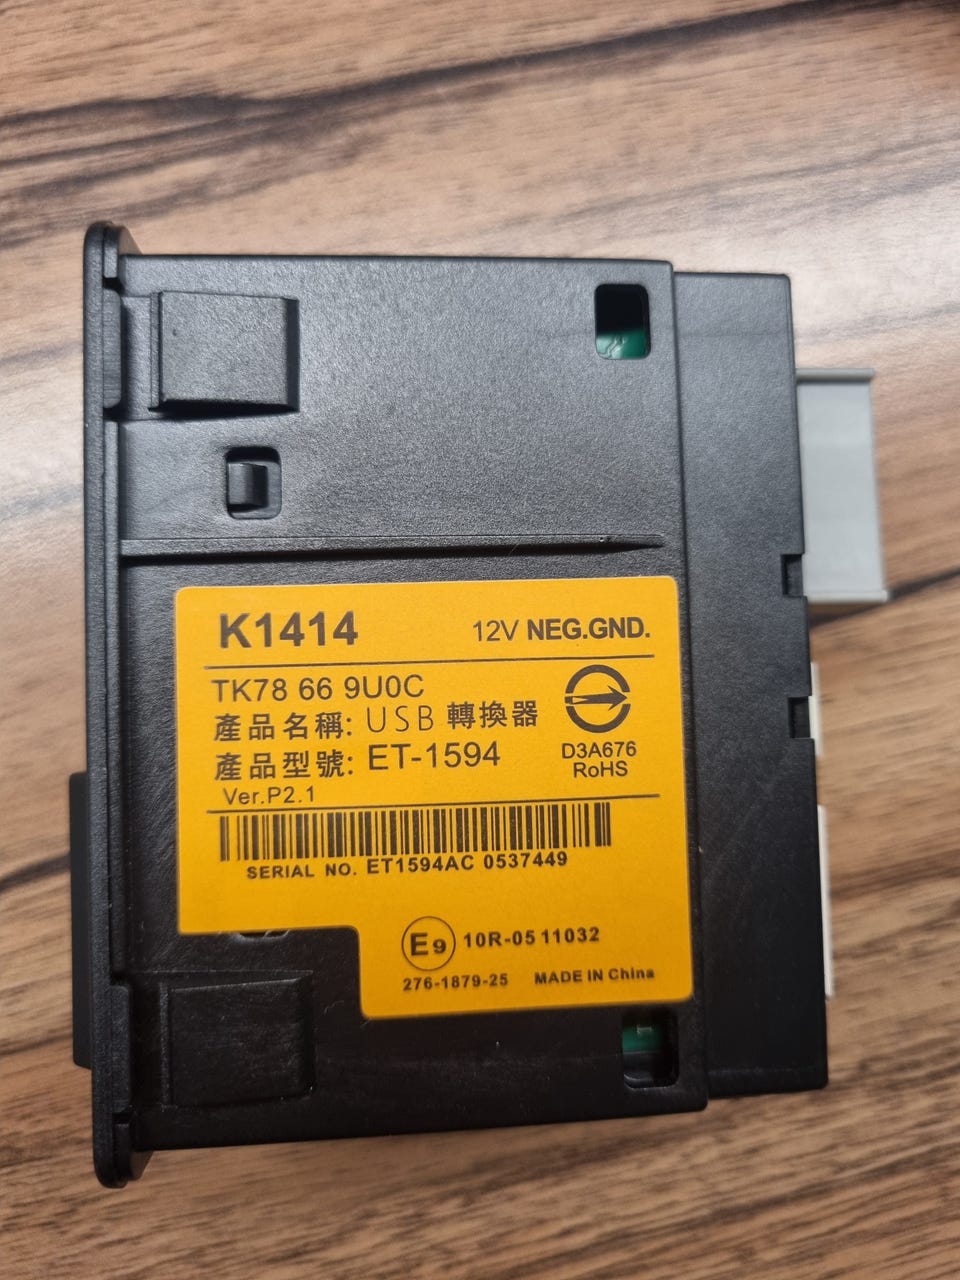 K1414
12V NEG.GND.
TK78 66 9U0C
產品名稱: USB 轉換器
產品型號: ET-1594
D3A676
RoHS
Ver.P2.1
SERIAL NO. ET1594AC 0537449
E9 10R-05 11032
276-1879-25 MADE IN China